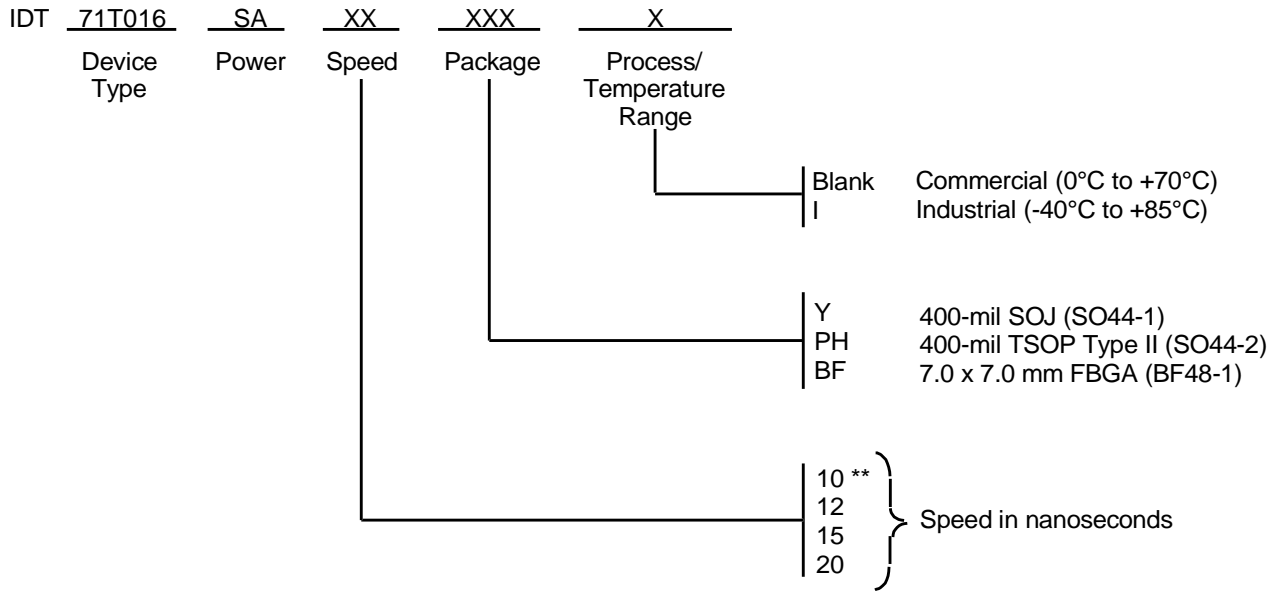 IDT 71T016 SA XX XXX X
Device Type
Power
Speed
Package
Process/
Temperature
Range
Blank Commercial (0°C to +70°C)
I Industrial (-40°C to +85°C)
Y 400-mil SOJ (SO44-1)
PH 400-mil TSOP Type II (SO44-2)
BF 7.0 x 7.0 mm FBGA (BF48-1)
10 **
12
15
20
Speed in nanoseconds